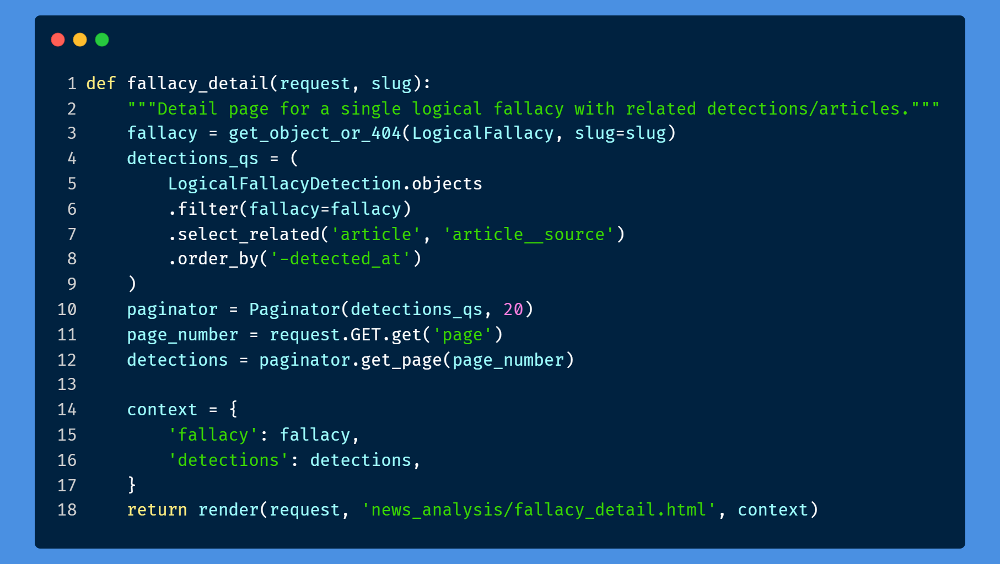 1 def fallacy_detail(request, slug):
2     """Detail page for a single logical fallacy with related detections/articles."""
3     fallacy = get_object_or_404(LogicalFallacy, slug=slug)
4     detections_qs = (
5         LogicalFallacyDetection.objects
6         .filter(fallacy=fallacy)
7         .select_related('article', 'article__source')
8         .order_by('-detected_at')
9     )
10     paginator = Paginator(detections_qs, 20)
11     page_number = request.GET.get('page')
12     detections = paginator.get_page(page_number)
13
14     context = {
15         'fallacy': fallacy,
16         'detections': detections,
17     }
18     return render(request, 'news_analysis/fallacy_detail.html', context)